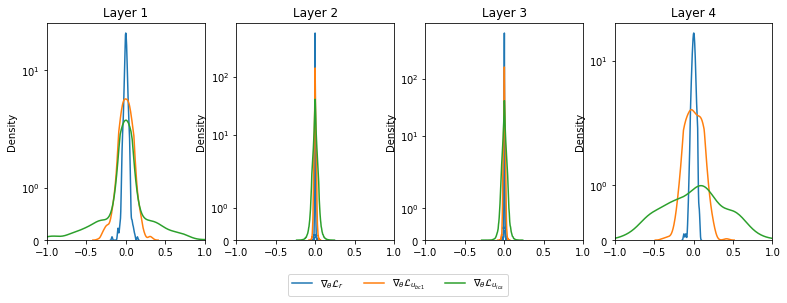 Layer 1 Layer 2 Layer 3 Layer 4
Density Density Density Density
10¹ 10² 10² 10¹
10¹ 10¹
10⁰ 10⁰ 10⁰ 10⁰
0 0 0 0
−1.0 −0.5 0.0 0.5 1.0 −1.0 −0.5 0.0 0.5 1.0 −1.0 −0.5 0.0 0.5 1.0 −1.0 −0.5 0.0 0.5 1.0
∇θℒr ∇θℒubc1 ∇θℒuics